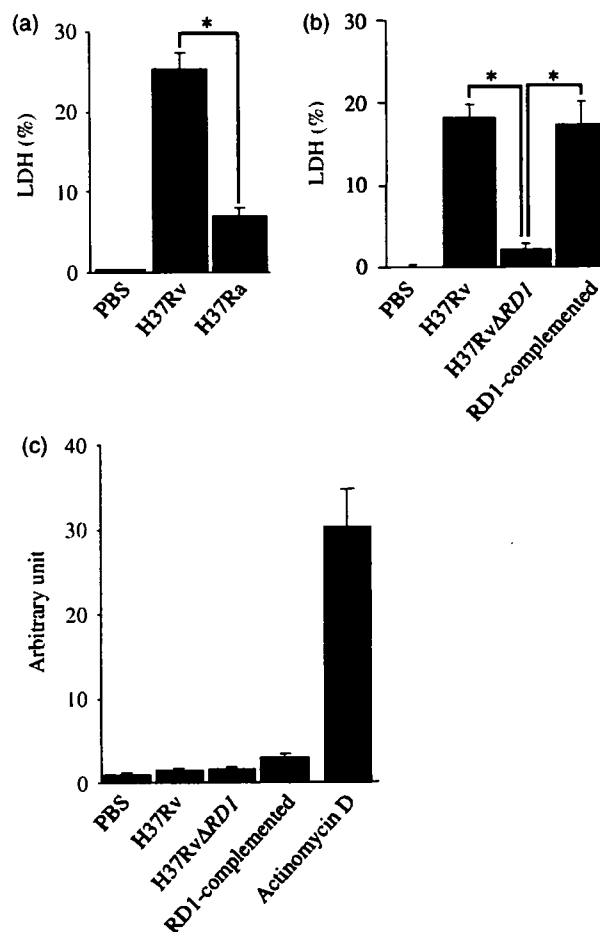 (a)
LDH (%)
30
20
10
0
*
PBS
H37Rv
H37Ra
(b)
LDH (%)
30
20
10
0
*
*
PBS
H37Rv
H37RvΔRD1
RD1-complemented
(c)
Arbitrary unit
40
30
20
10
0
PBS
H37Rv
H37RvΔRD1
RD1-complemented
Actinomycin D